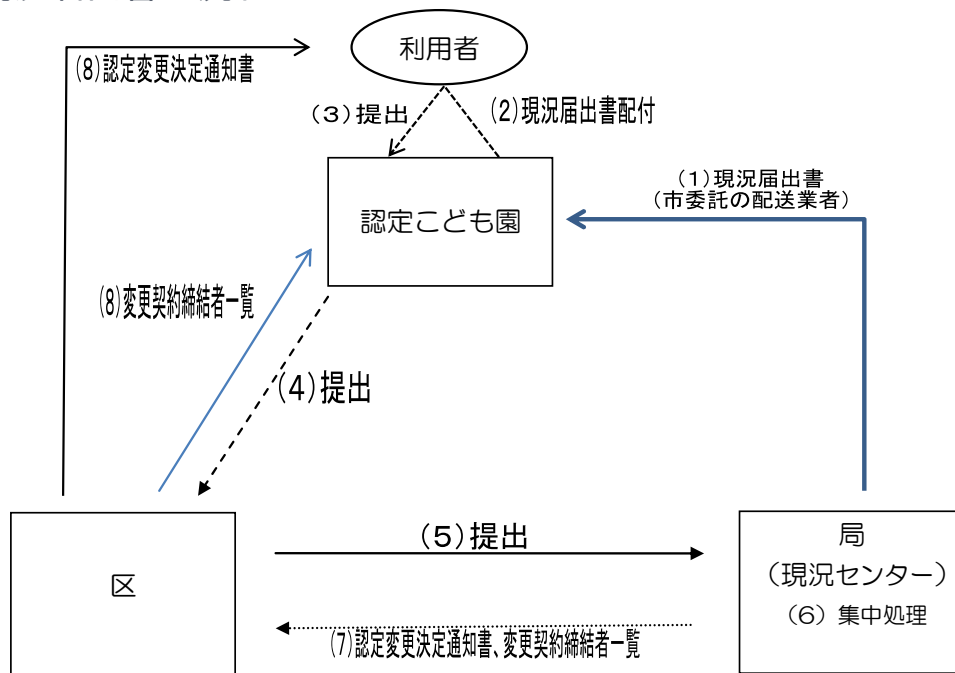 利用者
(8)認定変更決定通知書
(3)提出
(2)現況届出書配付
(1)現況届出書
(市委託の配送業者)
認定こども園
(8)変更契約締結者一覧
(4)提出
(5)提出
区
局
(現況センター)
(6)集中処理
(7)認定変更決定通知書、変更契約締結者一覧